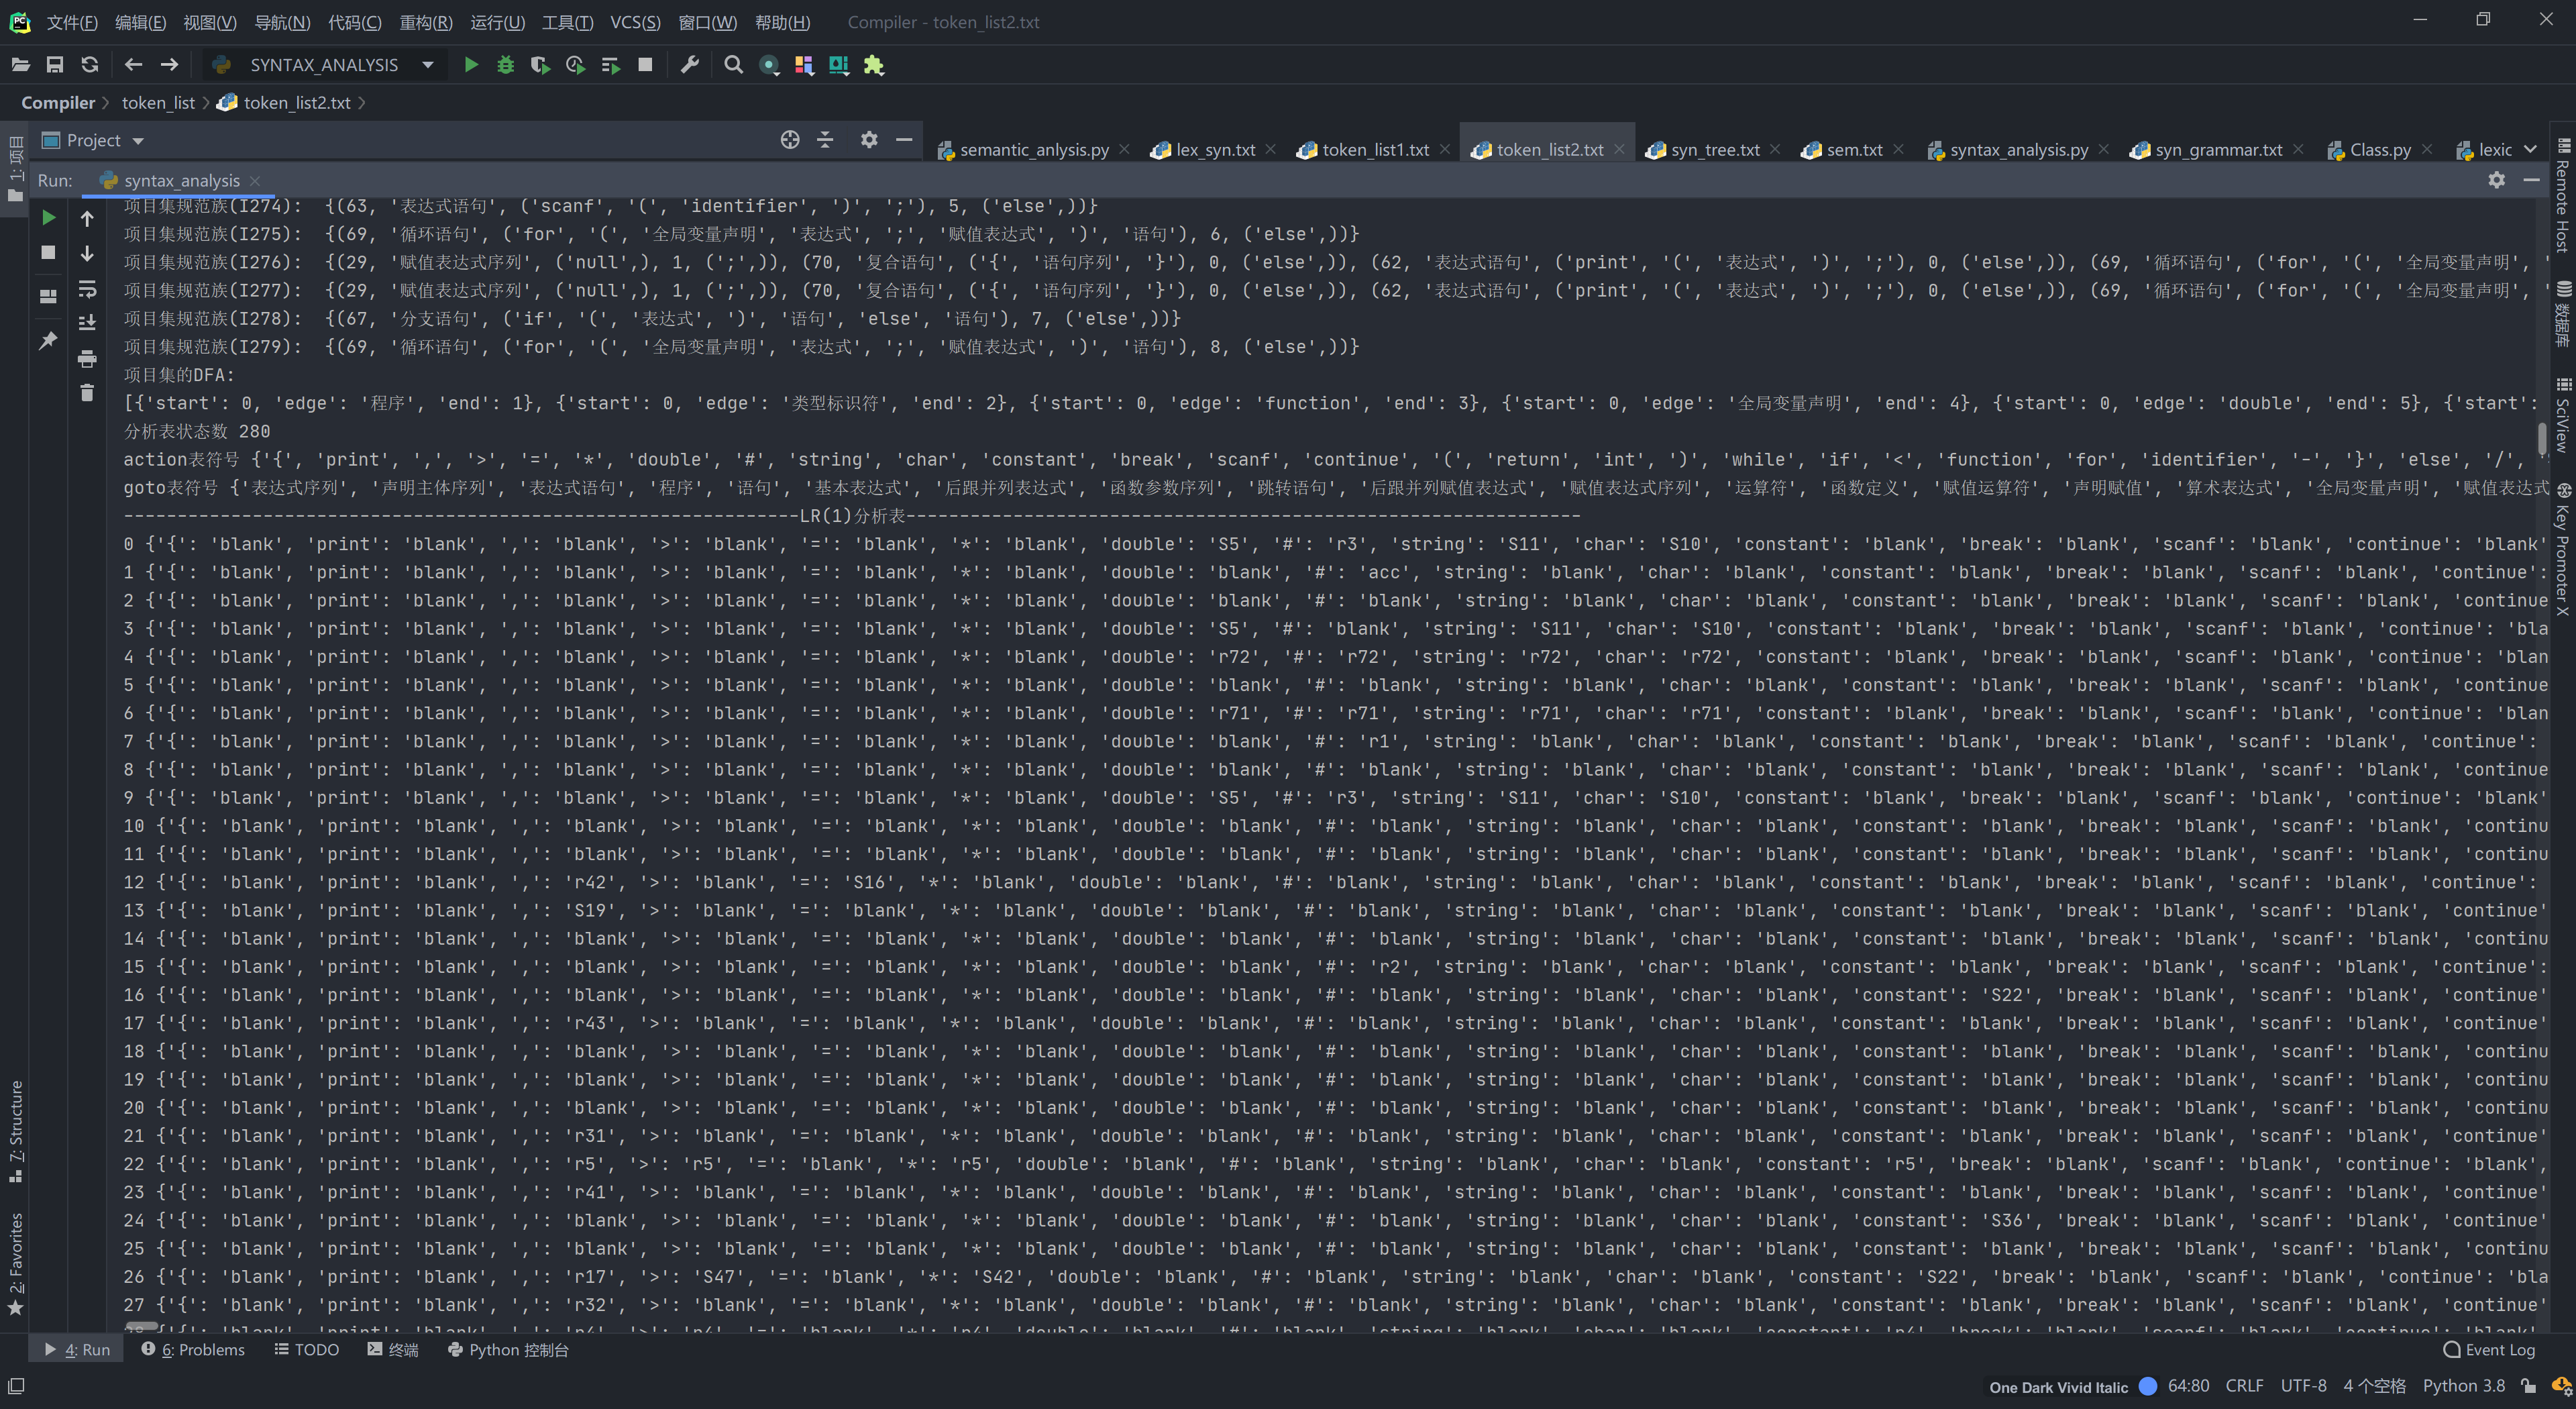 文件(F) 编辑(E) 视图(V) 导航(N) 代码(C) 重构(R) 运行(U) 工具(T) VCS(S) 窗口(W) 帮助(H) Compiler - token_list2.txt
SYNTAX_ANALYSIS
Compiler token_list token_list2.txt
Project
semantic_anlysis.py lex_syn.txt token_list1.txt token_list2.txt syn_tree.txt sem.txt syntax_analysis.py syn_grammar.txt Class.py lexic
Run: syntax_analysis
项目集规范族(I274): {(63, '表达式语句', ('scanf', '(', 'identifier', ')', ';'), 5, ('else',))}
项目集规范族(I275): {(69, '循环语句', ('for', '(', '全局变量声明', '表达式', ';', '赋值表达式', ')', '语句'), 6, ('else',))}
项目集规范族(I276): {(29, '赋值表达式序列', ('null',), 1, (';',)), (70, '复合语句', ('{', '语句序列', '}'), 0, ('else',)), (62, '表达式语句', ('print', '(', '表达式', ')', ';'), 0, ('else',)), (69, '循环语句', ('for', '(', '全局变量声明',
项目集规范族(I277): {(29, '赋值表达式序列', ('null',), 1, (';',)), (70, '复合语句', ('{', '语句序列', '}'), 0, ('else',)), (62, '表达式语句', ('print', '(', '表达式', ')', ';'), 0, ('else',)), (69, '循环语句', ('for', '(', '全局变量声明',
项目集规范族(I278): {(67, '分支语句', ('if', '(', '表达式', ')', '语句', 'else', '语句'), 7, ('else',))}
项目集规范族(I279): {(69, '循环语句', ('for', '(', '全局变量声明', '表达式', ';', '赋值表达式', ')', '语句'), 8, ('else',))}
项目集的DFA:
[{'start': 0, 'edge': '程序', 'end': 1}, {'start': 0, 'edge': '类型标识符', 'end': 2}, {'start': 0, 'edge': 'function', 'end': 3}, {'start': 0, 'edge': '全局变量声明', 'end': 4}, {'start': 0, 'edge': 'double', 'end': 5}, {'start':
分析表状态数 280
action表符号 {'{', 'print', ',', '>', '=', '*', 'double', '#', 'string', 'char', 'constant', 'break', 'scanf', 'continue', '(', 'return', 'int', ')', 'while', 'if', '<', 'function', 'for', 'identifier', '-', '}', 'else', '/',
goto表符号 {'表达式序列', '声明主体序列', '表达式语句', '程序', '语句', '基本表达式', '后跟并列表达式', '函数参数序列', '跳转语句', '后跟并列赋值表达式', '赋值表达式序列', '运算符', '函数定义', '赋值运算符', '声明赋值', '算术表达式', '全局变量声明', '赋值表达式
---------------------------------------------------------------LR(1)分析表---------------------------------------------------------------
0 {'{': 'blank', 'print': 'blank', ',': 'blank', '>': 'blank', '=': 'blank', '*': 'blank', 'double': 'S5', '#': 'r3', 'string': 'S11', 'char': 'S10', 'constant': 'blank', 'break': 'blank', 'scanf': 'blank', 'continue': 'blank'
1 {'{': 'blank', 'print': 'blank', ',': 'blank', '>': 'blank', '=': 'blank', '*': 'blank', 'double': 'blank', '#': 'acc', 'string': 'blank', 'char': 'blank', 'constant': 'blank', 'break': 'blank', 'scanf': 'blank', 'continue':
2 {'{': 'blank', 'print': 'blank', ',': 'blank', '>': 'blank', '=': 'blank', '*': 'blank', 'double': 'blank', '#': 'blank', 'string': 'blank', 'char': 'blank', 'constant': 'blank', 'break': 'blank', 'scanf': 'blank', 'continue
3 {'{': 'blank', 'print': 'blank', ',': 'blank', '>': 'blank', '=': 'blank', '*': 'blank', 'double': 'S5', '#': 'blank', 'string': 'S11', 'char': 'S10', 'constant': 'blank', 'break': 'blank', 'scanf': 'blank', 'continue': 'bla
4 {'{': 'blank', 'print': 'blank', ',': 'blank', '>': 'blank', '=': 'blank', '*': 'blank', 'double': 'r72', '#': 'r72', 'string': 'r72', 'char': 'r72', 'constant': 'blank', 'break': 'blank', 'scanf': 'blank', 'continue': 'blan
5 {'{': 'blank', 'print': 'blank', ',': 'blank', '>': 'blank', '=': 'blank', '*': 'blank', 'double': 'blank', '#': 'blank', 'string': 'blank', 'char': 'blank', 'constant': 'blank', 'break': 'blank', 'scanf': 'blank', 'continue
6 {'{': 'blank', 'print': 'blank', ',': 'blank', '>': 'blank', '=': 'blank', '*': 'blank', 'double': 'r71', '#': 'r71', 'string': 'r71', 'char': 'r71', 'constant': 'blank', 'break': 'blank', 'scanf': 'blank', 'continue': 'blan
7 {'{': 'blank', 'print': 'blank', ',': 'blank', '>': 'blank', '=': 'blank', '*': 'blank', 'double': 'blank', '#': 'r1', 'string': 'blank', 'char': 'blank', 'constant': 'blank', 'break': 'blank', 'scanf': 'blank', 'continue':
8 {'{': 'blank', 'print': 'blank', ',': 'blank', '>': 'blank', '=': 'blank', '*': 'blank', 'double': 'blank', '#': 'blank', 'string': 'blank', 'char': 'blank', 'constant': 'blank', 'break': 'blank', 'scanf': 'blank', 'continue
9 {'{': 'blank', 'print': 'blank', ',': 'blank', '>': 'blank', '=': 'blank', '*': 'blank', 'double': 'S5', '#': 'r3', 'string': 'S11', 'char': 'S10', 'constant': 'blank', 'break': 'blank', 'scanf': 'blank', 'continue': 'blank'
10 {'{': 'blank', 'print': 'blank', ',': 'blank', '>': 'blank', '=': 'blank', '*': 'blank', 'double': 'blank', '#': 'blank', 'string': 'blank', 'char': 'blank', 'constant': 'blank', 'break': 'blank', 'scanf': 'blank', 'continu
11 {'{': 'blank', 'print': 'blank', ',': 'blank', '>': 'blank', '=': 'blank', '*': 'blank', 'double': 'blank', '#': 'blank', 'string': 'blank', 'char': 'blank', 'constant': 'blank', 'break': 'blank', 'scanf': 'blank', 'continu
12 {'{': 'blank', 'print': 'blank', ',': 'r42', '>': 'blank', '=': 'S16', '*': 'blank', 'double': 'blank', '#': 'blank', 'string': 'blank', 'char': 'blank', 'constant': 'blank', 'break': 'blank', 'scanf': 'blank', 'continue':
13 {'{': 'blank', 'print': 'blank', ',': 'S19', '>': 'blank', '=': 'blank', '*': 'blank', 'double': 'blank', '#': 'blank', 'string': 'blank', 'char': 'blank', 'constant': 'blank', 'break': 'blank', 'scanf': 'blank', 'continue'
14 {'{': 'blank', 'print': 'blank', ',': 'blank', '>': 'blank', '=': 'blank', '*': 'blank', 'double': 'blank', '#': 'blank', 'string': 'blank', 'char': 'blank', 'constant': 'blank', 'break': 'blank', 'scanf': 'blank', 'continu
15 {'{': 'blank', 'print': 'blank', ',': 'blank', '>': 'blank', '=': 'blank', '*': 'blank', 'double': 'blank', '#': 'r2', 'string': 'blank', 'char': 'blank', 'constant': 'blank', 'break': 'blank', 'scanf': 'blank', 'continue':
16 {'{': 'blank', 'print': 'blank', ',': 'blank', '>': 'blank', '=': 'blank', '*': 'blank', 'double': 'blank', '#': 'blank', 'string': 'blank', 'char': 'blank', 'constant': 'S22', 'break': 'blank', 'scanf': 'blank', 'continue'
17 {'{': 'blank', 'print': 'blank', ',': 'r43', '>': 'blank', '=': 'blank', '*': 'blank', 'double': 'blank', '#': 'blank', 'string': 'blank', 'char': 'blank', 'constant': 'blank', 'break': 'blank', 'scanf': 'blank', 'continue'
18 {'{': 'blank', 'print': 'blank', ',': 'blank', '>': 'blank', '=': 'blank', '*': 'blank', 'double': 'blank', '#': 'blank', 'string': 'blank', 'char': 'blank', 'constant': 'blank', 'break': 'blank', 'scanf': 'blank', 'continu
19 {'{': 'blank', 'print': 'blank', ',': 'blank', '>': 'blank', '=': 'blank', '*': 'blank', 'double': 'blank', '#': 'blank', 'string': 'blank', 'char': 'blank', 'constant': 'blank', 'break': 'blank', 'scanf': 'blank', 'continu
20 {'{': 'blank', 'print': 'blank', ',': 'blank', '>': 'blank', '=': 'blank', '*': 'blank', 'double': 'blank', '#': 'blank', 'string': 'blank', 'char': 'blank', 'constant': 'blank', 'break': 'blank', 'scanf': 'blank', 'continu
21 {'{': 'blank', 'print': 'blank', ',': 'r31', '>': 'blank', '=': 'blank', '*': 'blank', 'double': 'blank', '#': 'blank', 'string': 'blank', 'char': 'blank', 'constant': 'blank', 'break': 'blank', 'scanf': 'blank', 'continue'
22 {'{': 'blank', 'print': 'blank', ',': 'r5', '>': 'r5', '=': 'blank', '*': 'r5', 'double': 'blank', '#': 'blank', 'string': 'blank', 'char': 'blank', 'constant': 'r5', 'break': 'blank', 'scanf': 'blank', 'continue': 'blank',
23 {'{': 'blank', 'print': 'blank', ',': 'r41', '>': 'blank', '=': 'blank', '*': 'blank', 'double': 'blank', '#': 'blank', 'string': 'blank', 'char': 'blank', 'constant': 'blank', 'break': 'blank', 'scanf': 'blank', 'continue'
24 {'{': 'blank', 'print': 'blank', ',': 'blank', '>': 'blank', '=': 'blank', '*': 'blank', 'double': 'blank', '#': 'blank', 'string': 'blank', 'char': 'blank', 'constant': 'S36', 'break': 'blank', 'scanf': 'blank', 'continue'
25 {'{': 'blank', 'print': 'blank', ',': 'blank', '>': 'blank', '=': 'blank', '*': 'blank', 'double': 'blank', '#': 'blank', 'string': 'blank', 'char': 'blank', 'constant': 'blank', 'break': 'blank', 'scanf': 'blank', 'continu
26 {'{': 'blank', 'print': 'blank', ',': 'r17', '>': 'S47', '=': 'blank', '*': 'S42', 'double': 'blank', '#': 'blank', 'string': 'blank', 'char': 'blank', 'constant': 'S22', 'break': 'blank', 'scanf': 'blank', 'continue': 'bla
27 {'{': 'blank', 'print': 'blank', ',': 'r32', '>': 'blank', '=': 'blank', '*': 'blank', 'double': 'blank', '#': 'blank', 'string': 'blank', 'char': 'blank', 'constant': 'blank', 'break': 'blank', 'scanf': 'blank', 'continue'
1: 项目
7: Structure
2: Favorites
Remote Host
数据库
SciView
Key Promoter X
4: Run 6: Problems TODO 终端 Python 控制台 Event Log
One Dark Vivid Italic 64:80 CRLF UTF-8 4 个空格 Python 3.8